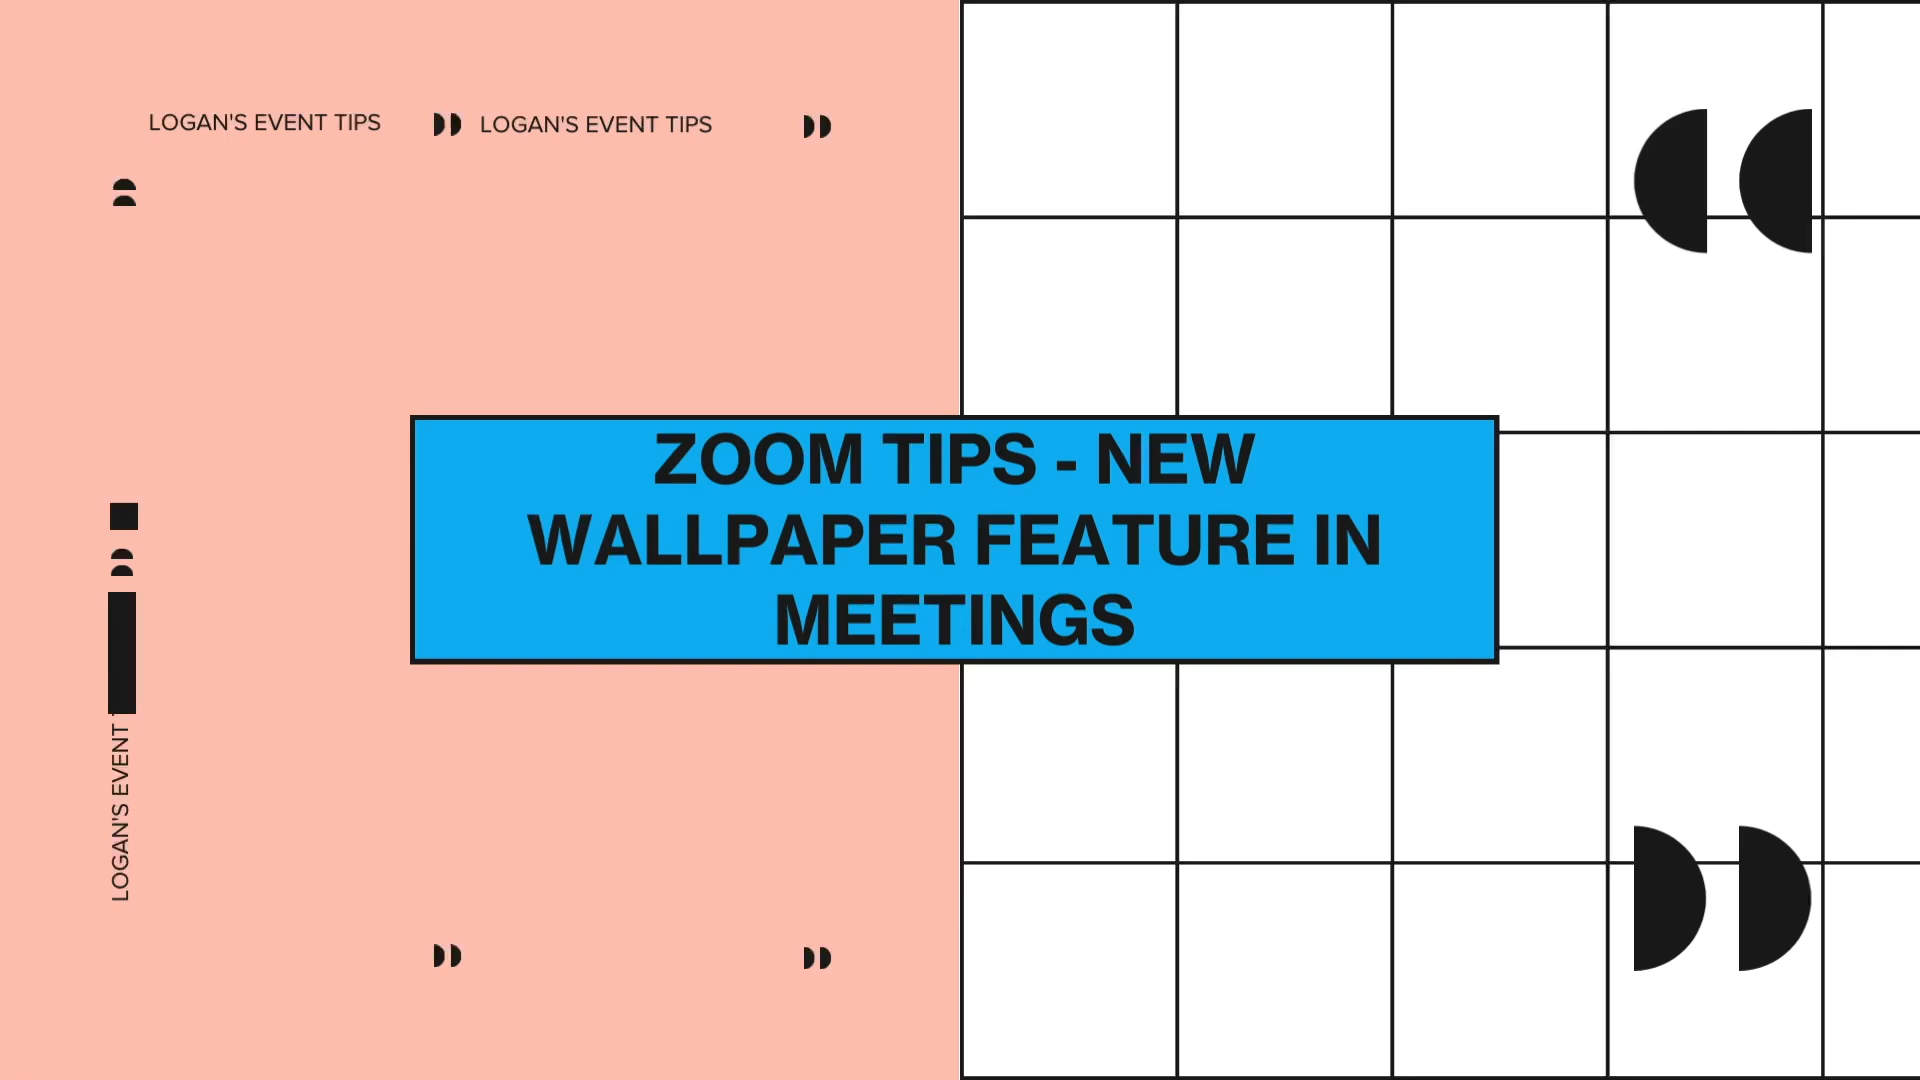 LOGAN'S EVENT TIPS
LOGAN'S EVENT TIPS
ZOOM TIPS - NEW
WALLPAPER FEATURE IN
MEETINGS
LOGAN'S EVENT